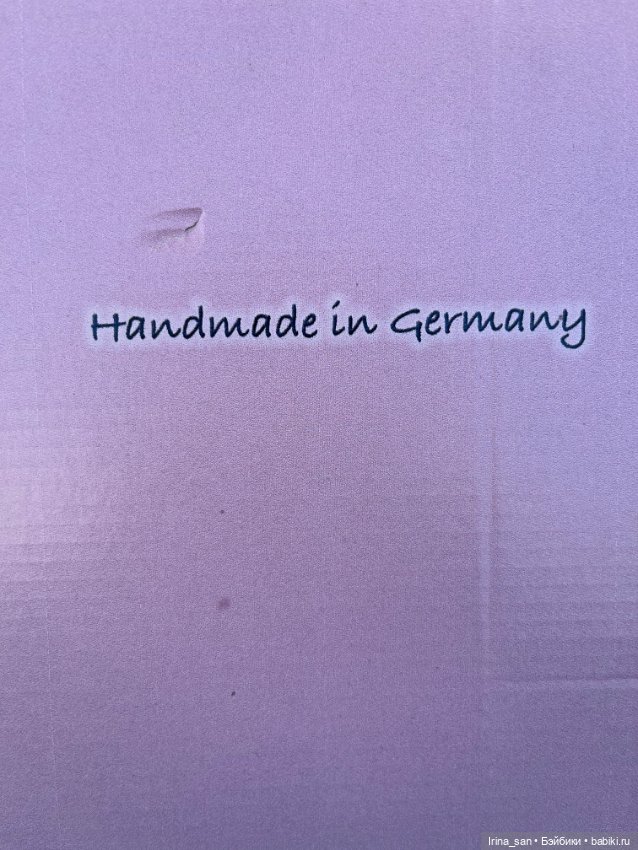 Handmade in Germany
Irina_san • Бэйбики • babiki.ru